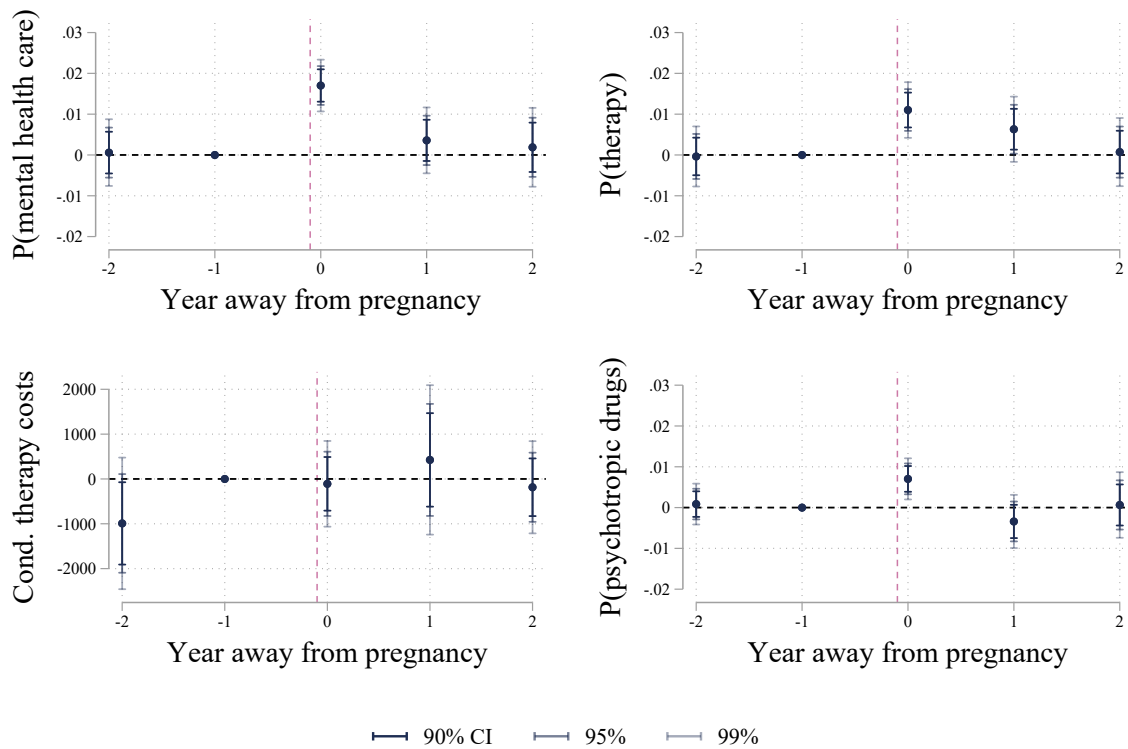 P(mental health care)
.03
.02
.01
0
-.01
-.02
-2 -1 0 1 2
Year away from pregnancy
P(therapy)
.03
.02
.01
0
-.01
-.02
-2 -1 0 1 2
Year away from pregnancy
Cond. therapy costs
2000
1000
0
-1000
-2000
-2 -1 0 1 2
Year away from pregnancy
P(psychotropic drugs)
.03
.02
.01
0
-.01
-.02
-2 -1 0 1 2
Year away from pregnancy
90% CI 95% 99%